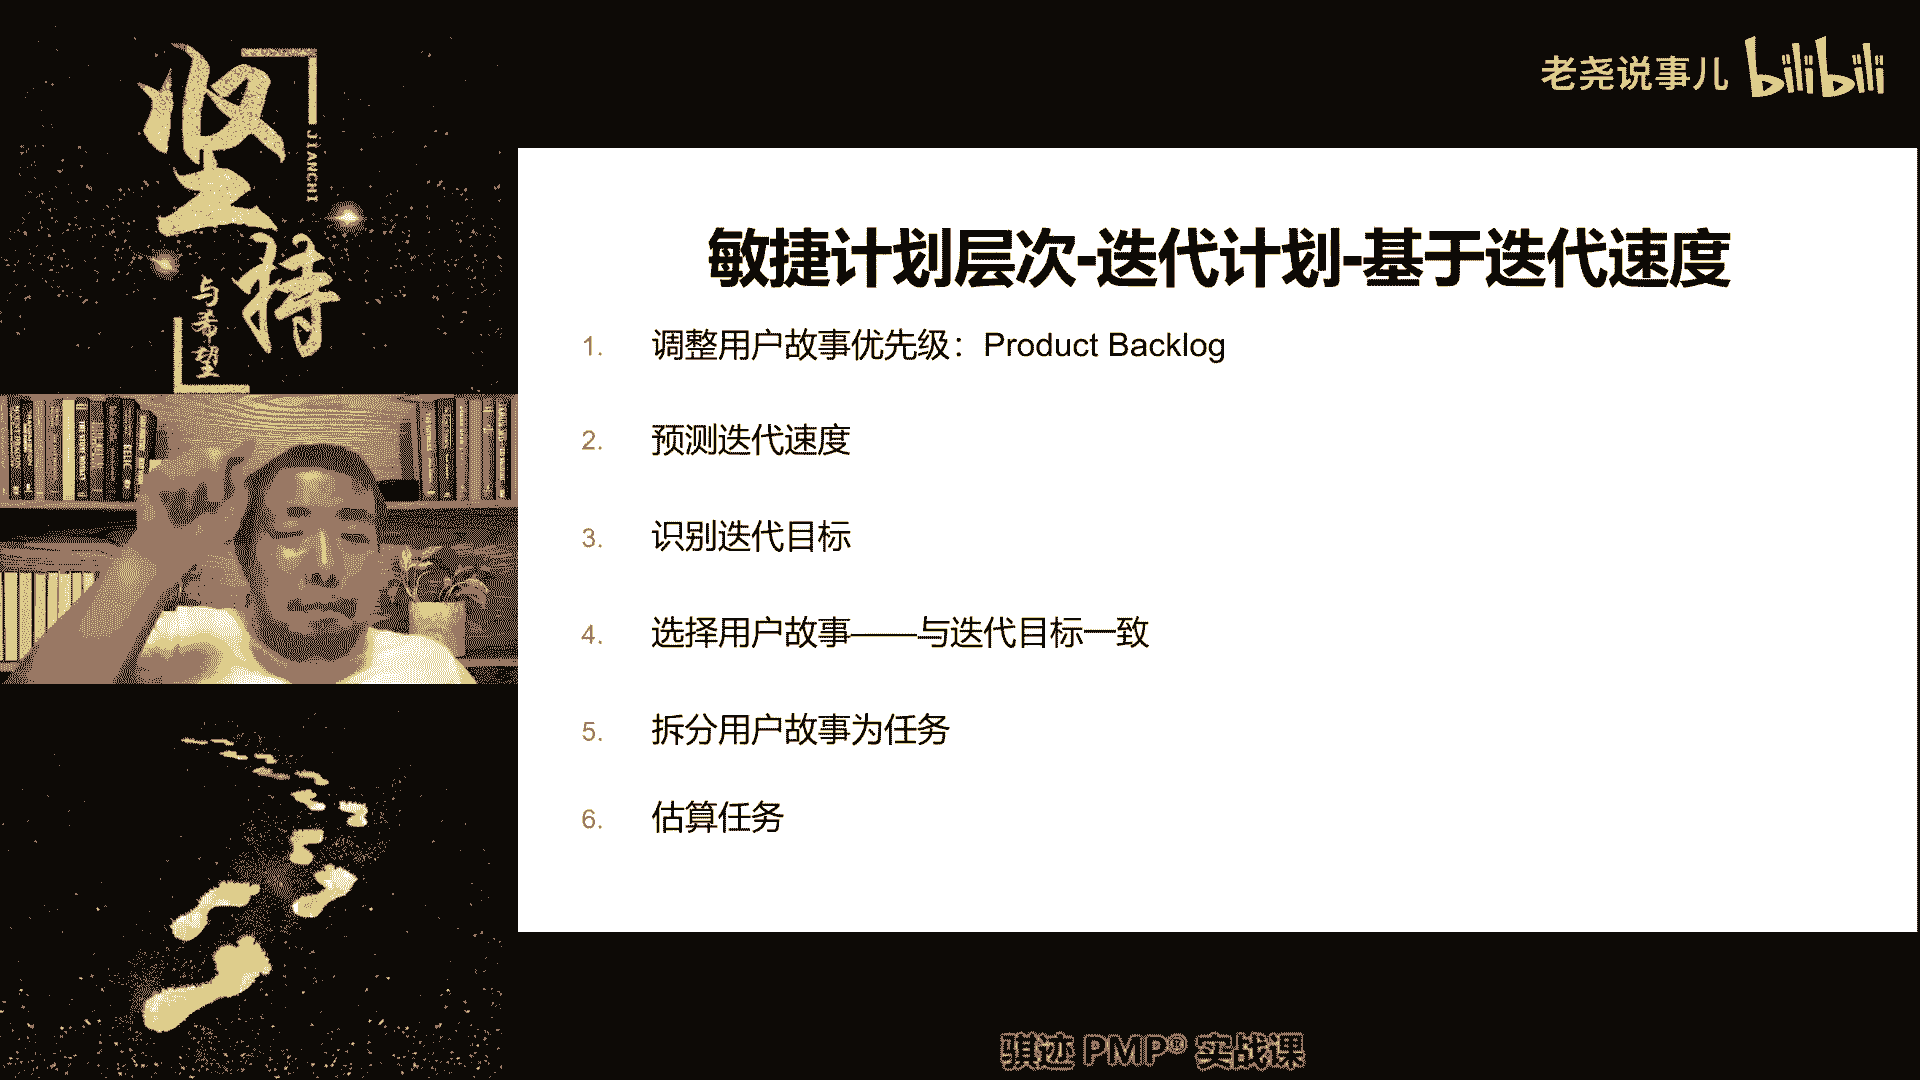 坚持
JIANCHI
与希望
老尧说事儿 bilibili
敏捷计划层次-迭代计划-基于迭代速度
1. 调整用户故事优先级：Product Backlog
2. 预测迭代速度
3. 识别迭代目标
4. 选择用户故事——与迭代目标一致
5. 拆分用户故事为任务
6. 估算任务
骐迹 PMP® 实战课